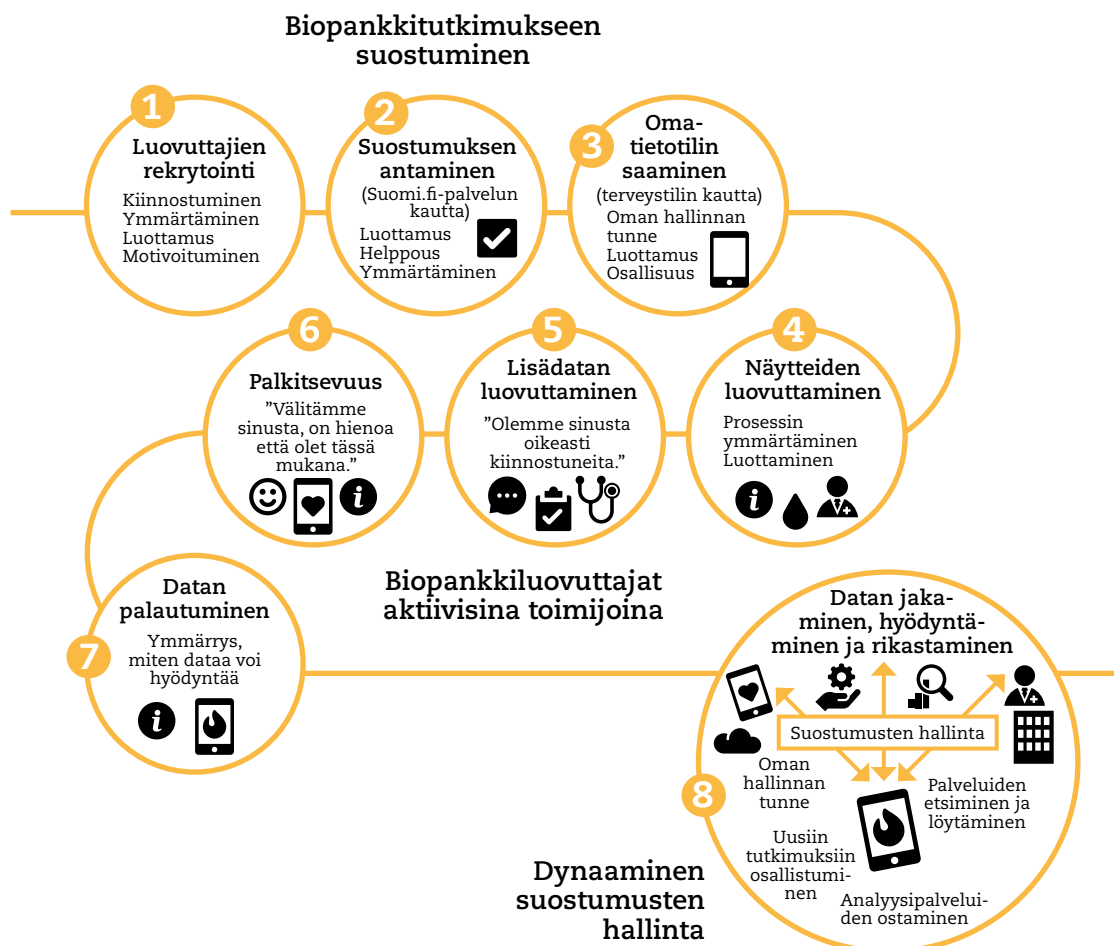 Biopankkitutkimukseen
suostuminen
1
Luovuttajien
rekrytointi
Kiinnostuminen
Ymmärtäminen
Luottamus
Motivoituminen
2
Suostumuksen
antaminen
(Suomi.fi-palvelun
kautta)
Luottamus
Helppous
Ymmärtäminen
3
Oma-
tietotilin
saaminen
(terveystilin kautta)
Oman hallinnan
tunne
Luottamus
Osallisuus
4
Näytteiden
luovuttaminen
Prosessin
ymmärtäminen
Luottaminen
i
5
Lisädatan
luovuttaminen
”Olemme sinusta
oikeasti
kiinnostuneita.”
6
Palkitsevuus
”Välitämme
sinusta, on hienoa
että olet tässä
mukana.”
i
Biopankkiluovuttajat
aktiivisina toimijoina
7
Datan
palautuminen
Ymmärrys,
miten dataa voi
hyödyntää
i
8
Datan jaka-
minen, hyödyntä-
minen ja rikastaminen
Suostumusten hallinta
Oman
hallinnan
tunne
Palveluiden
etsiminen ja
löytäminen
Uusiin
tutkimuksiin
osallistumi-
nen
Analyysipalvelui-
den ostaminen
Dynaaminen
suostumusten
hallinta